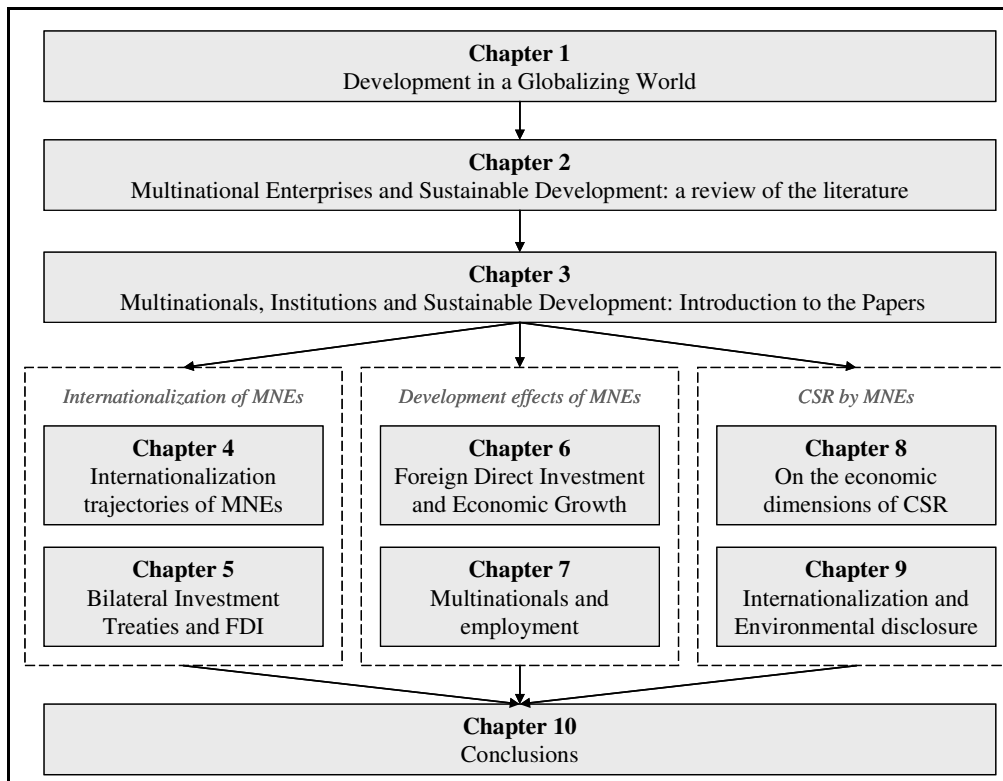 Chapter 1
Development in a Globalizing World
Chapter 2
Multinational Enterprises and Sustainable Development: a review of the literature
Chapter 3
Multinationals, Institutions and Sustainable Development: Introduction to the Papers
Internationalization of MNEs
Chapter 4
Internationalization
trajectories of MNEs
Chapter 5
Bilateral Investment
Treaties and FDI
Development effects of MNEs
Chapter 6
Foreign Direct Investment
and Economic Growth
Chapter 7
Multinationals and
employment
CSR by MNEs
Chapter 8
On the economic
dimensions of CSR
Chapter 9
Internationalization and
Environmental disclosure
Chapter 10
Conclusions